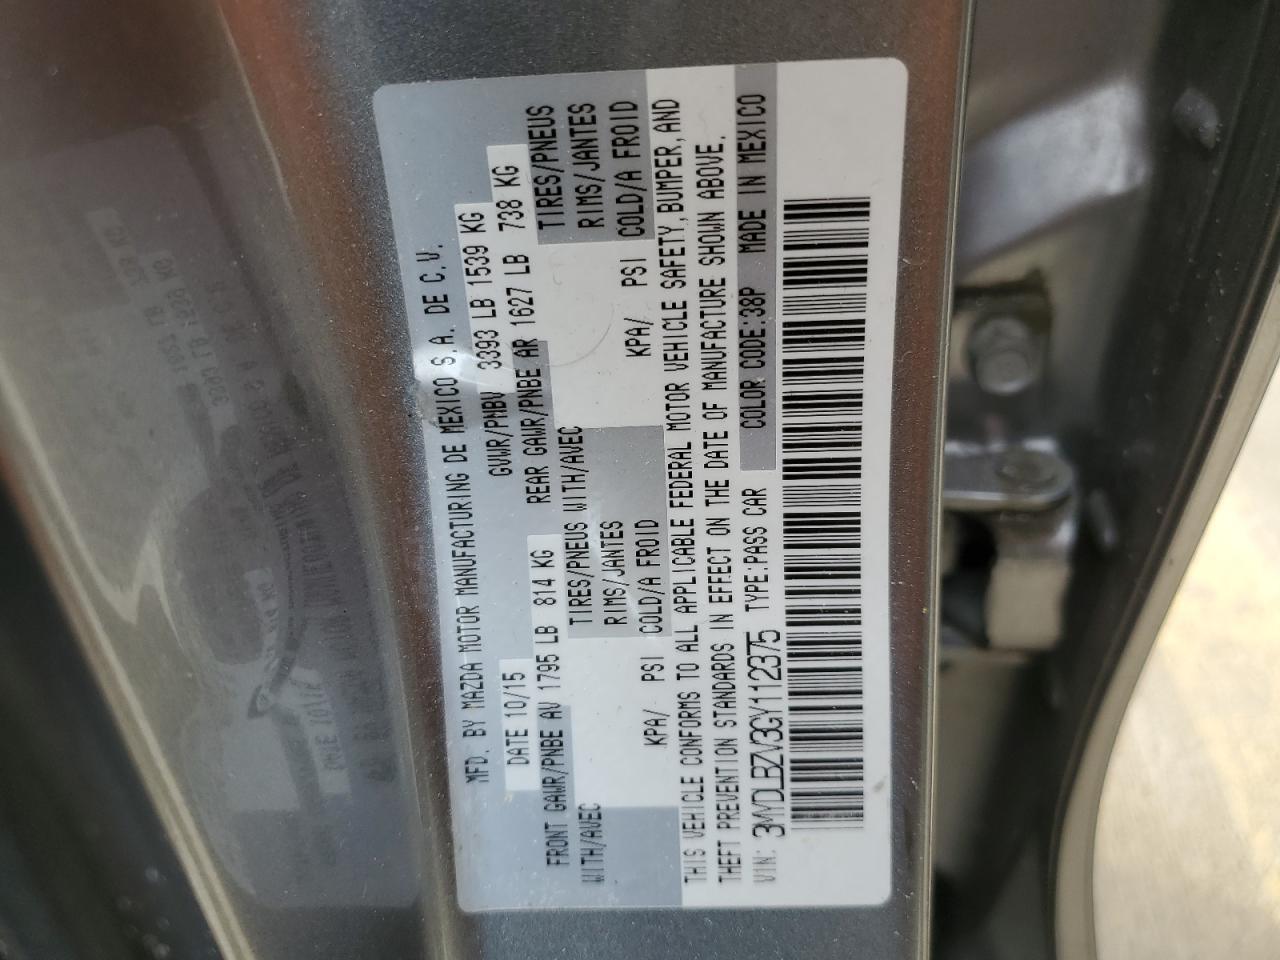 MFD. BY MAZDA MOTOR MANUFACTURING DE MEXICO S.A. DE C.V.
DATE 10/15 GVWR/PNBV 3393 LB 1539 KG
FRONT GAWR/PNBE AV 1795 LB 814 KG REAR GAWR/PNBE AR 1627 LB 738 KG
WITH/AVEC TIRES/PNEUS WITH/AVEC TIRES/PNEUS
RIMS/JANTES RIMS/JANTES
KPA/ PSI COLD/A FROID KPA/ PSI COLD/A FROID
THIS VEHICLE CONFORMS TO ALL APPLICABLE FEDERAL MOTOR VEHICLE SAFETY, BUMPER, AND
THEFT PREVENTION STANDARDS IN EFFECT ON THE DATE OF MANUFACTURE SHOWN ABOVE.
VIN: 3MYDLBZV3GY112375 TYPE:PASS CAR COLOR CODE:38P MADE IN MEXICO